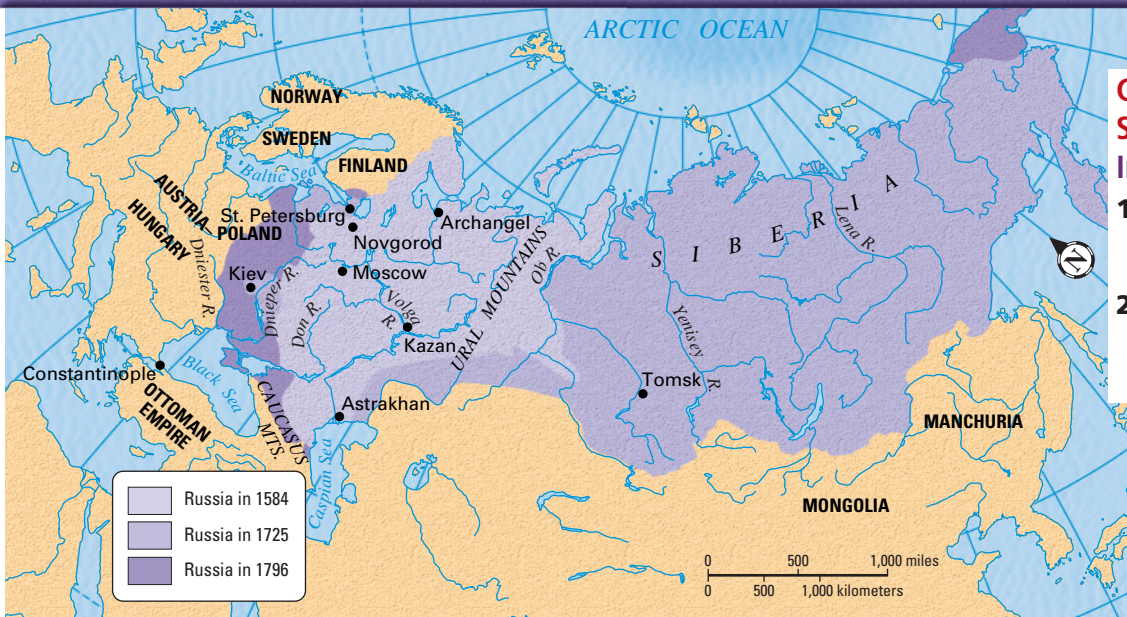 ARCTIC OCEAN
NORWAY
SWEDEN
FINLAND
Baltic Sea
AUSTRIA
HUNGARY
POLAND
St. Petersburg
Novgorod
Archangel
Moscow
Kiev
Kazan
Dniester R.
Dnieper R.
Don R.
Volga
R.
URAL MOUNTAINS
Ob R.
SIBERIA
Lena R.
Yenisey
R
Tomsk
Constantinople
Black Sea
OTTOMAN
EMPIRE
CAUCASUS
MTS.
Astrakhan
Caspian Sea
MANCHURIA
MONGOLIA
N
Russia in 1584
Russia in 1725
Russia in 1796
0 500 1,000 miles
0 500 1,000 kilometers
1
2